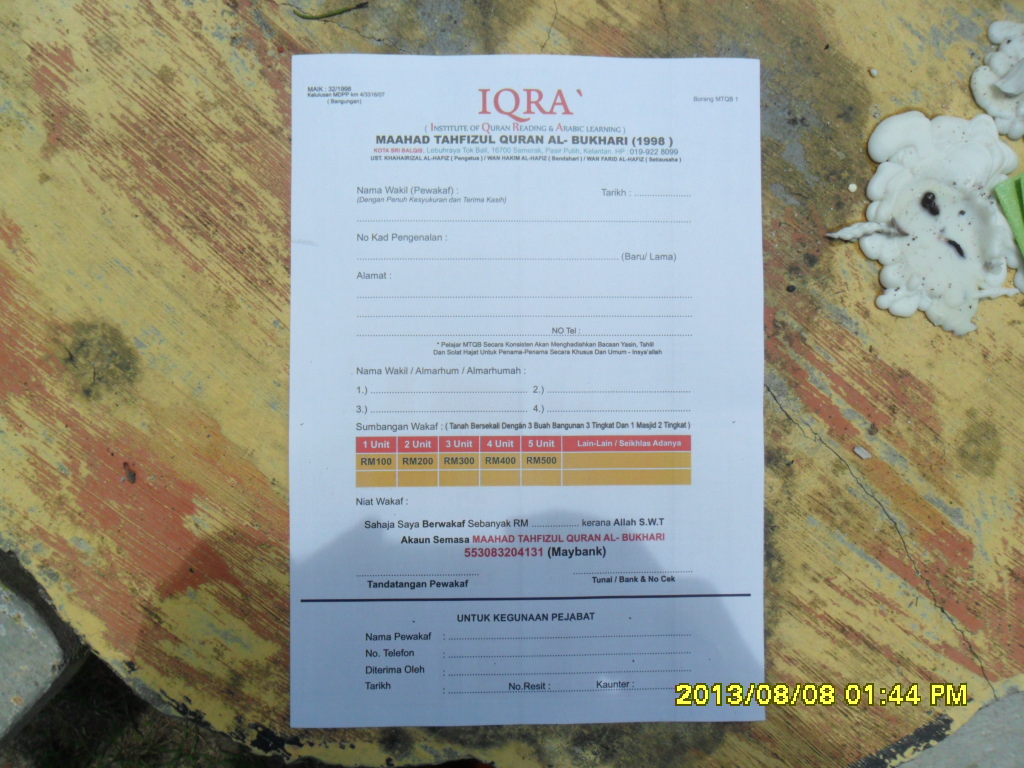 MAIK : 32/1998
Kelulusan MDPP km 4/3316/07
( Bangungan)
Borang MTQB 1
IQRA`
( INSTITUTE OF QURAN READING & ARABIC LEARNING )
MAAHAD TAHFIZUL QURAN AL- BUKHARI (1998 )
KOTA SRI BALQIS, Lebuhraya Tok Bali, 16700 Semerak, Pasir Putih, Kelantan. HP: 019-922 8099
UST. KHAHAIRIZAL AL-HAFIZ ( Pengatus ) / WAN HAKIM AL-HAFIZ ( Bendahari ) / WAN FARID AL-HAFIZ ( Setiausaha )
Nama Wakil (Pewakaf) : Tarikh : ..................
(Dengan Penuh Kesyukuran dan Terima Kasih)
No Kad Pengenalan :
(Baru/ Lama)
Alamat :
NO Tel :
* Pelajar MTQB Secara Konsisten Akan Menghadiahkan Bacaan Yasin, Tahlil
Dan Solat Hajat Untuk Penama-Penama Secara Khusus Dan Umum - Insya'allah
Nama Wakil / Almarhum / Almarhumah :
1.) 2.)
3.) 4.)
Sumbangan Wakaf : ( Tanah Bersekali Dengan 3 Buah Bangunan 3 Tingkat Dan 1 Masjid 2 Tingkat )
1 Unit 2 Unit 3 Unit 4 Unit 5 Unit Lain-Lain / Seikhlas Adanya
RM100 RM200 RM300 RM400 RM500
Niat Wakaf :
Sahaja Saya Berwakaf Sebanyak RM .................. kerana Allah S.W.T
Akaun Semasa MAAHAD TAHFIZUL QURAN AL- BUKHARI
553083204131 (Maybank)
Tandatangan Pewakaf Tunai / Bank & No Cek
UNTUK KEGUNAAN PEJABAT
Nama Pewakaf :
No. Telefon :
Diterima Oleh :
Tarikh : No.Resit : Kaunter :
2013/08/08 01:44 PM